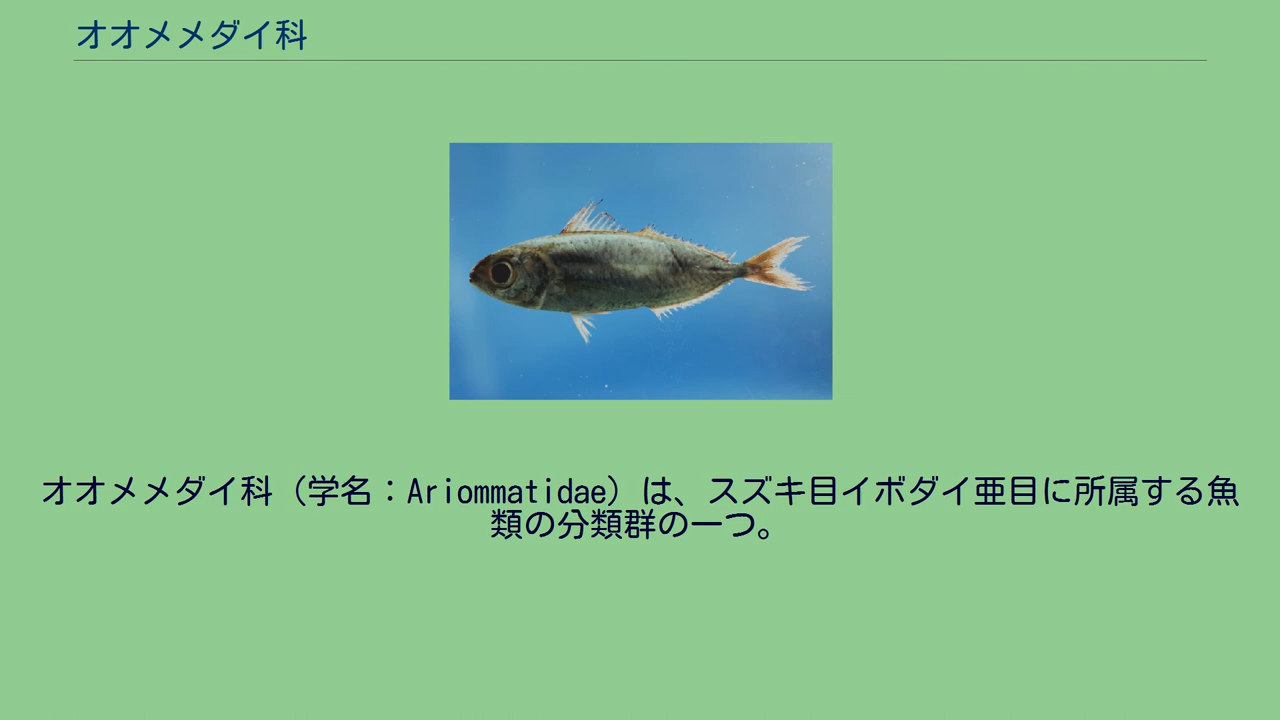 オオメメダイ科
オオメメダイ科（学名：Ariommatidae）は、スズキ目イボダイ亜目に所属する魚
類の分類群の一つ。